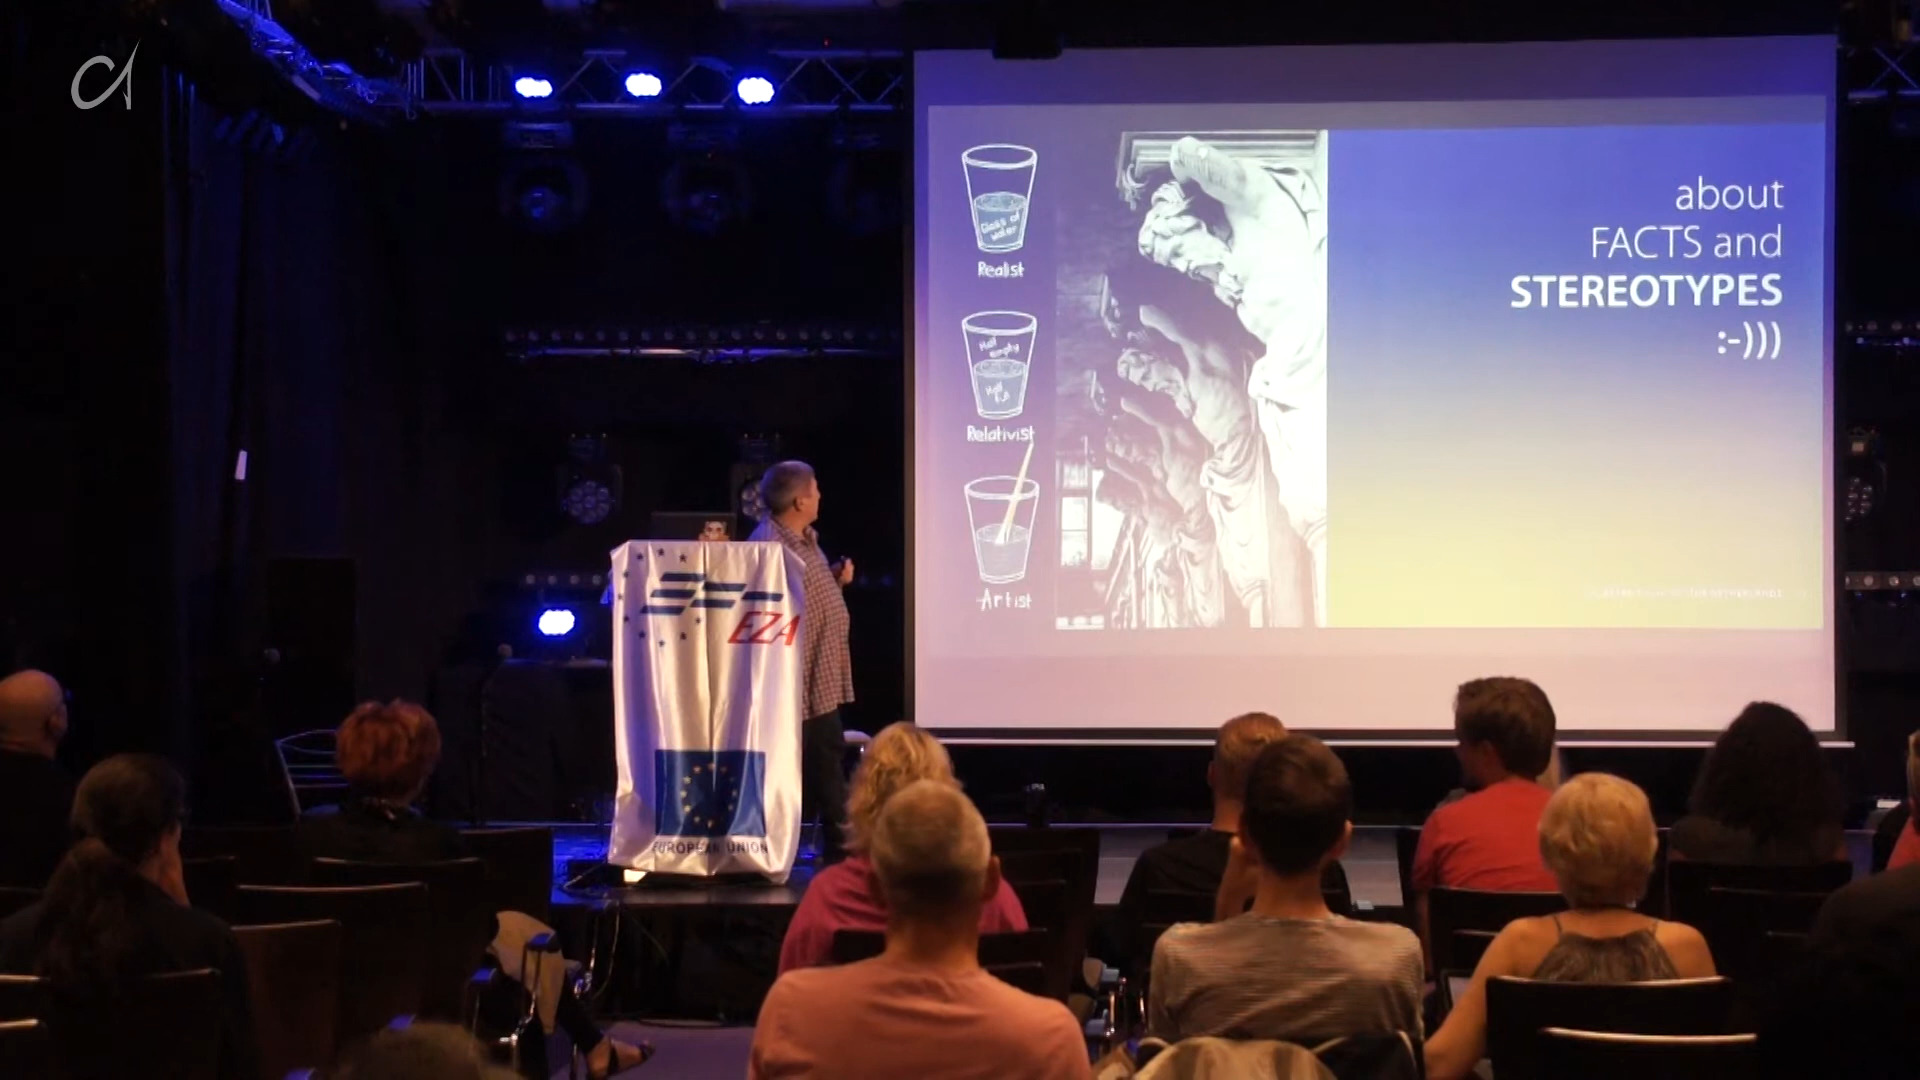 Glass of
water
Realist
Half
empty
Half
full
Relativist
Artist
about
FACTS and
STEREOTYPES
:-)))
EZA
EUROPEAN UNION